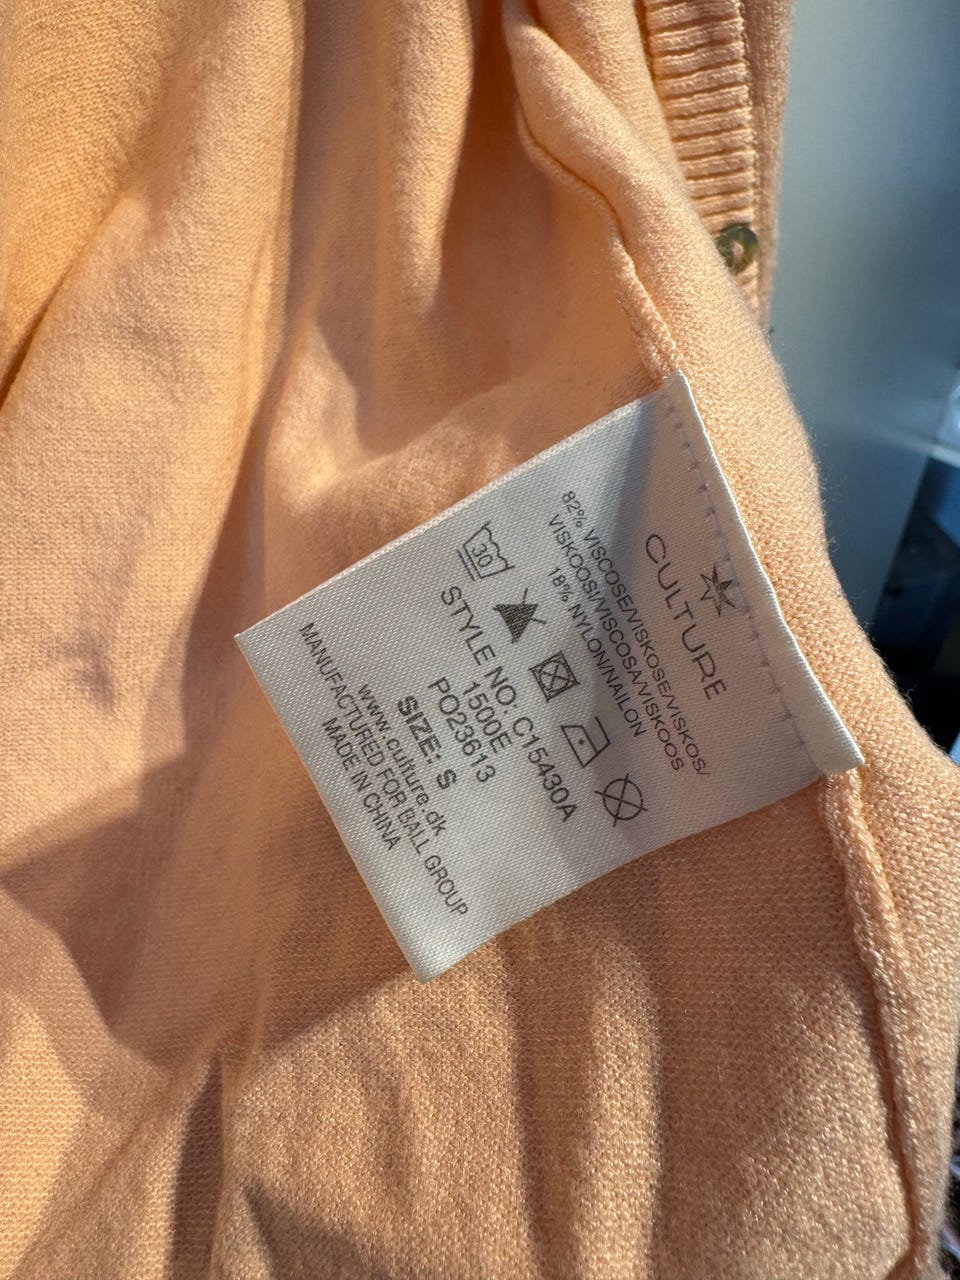 CULTURE
82% VISCOSE/VISKOSE/VISKOS/
VISKOOSI/VISCOSA/VISKOOS
18% NYLON/NAILON
30
STYLE NO: C15430A
1500E
PO23613
SIZE: S
www.culture.dk
MANUFACTURED FOR BALL GROUP
MADE IN CHINA